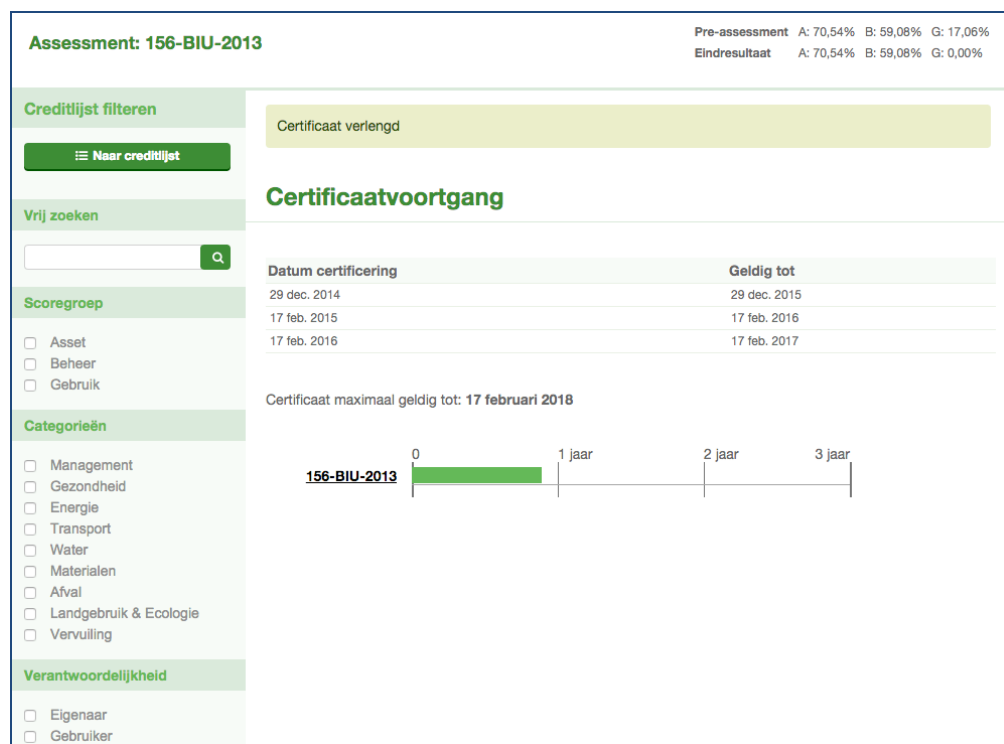 Assessment: 156-BIU-2013
Pre-assessment A: 70,54% B: 59,08% G: 17,06%
Eindresultaat A: 70,54% B: 59,08% G: 0,00%
Creditlijst filteren
Naar creditlijst
Vrij zoeken
Scoregroep
Asset
Beheer
Gebruik
Categorieën
Management
Gezondheid
Energie
Transport
Water
Materialen
Afval
Landgebruik & Ecologie
Vervuiling
Verantwoordelijkheid
Eigenaar
Gebruiker
Certificaat verlengd
Certificaatvoortgang
Datum certificering Geldig tot
29 dec. 2014 29 dec. 2015
17 feb. 2015 17 feb. 2016
17 feb. 2016 17 feb. 2017
Certificaat maximaal geldig tot: 17 februari 2018
0 1 jaar 2 jaar 3 jaar
156-BIU-2013